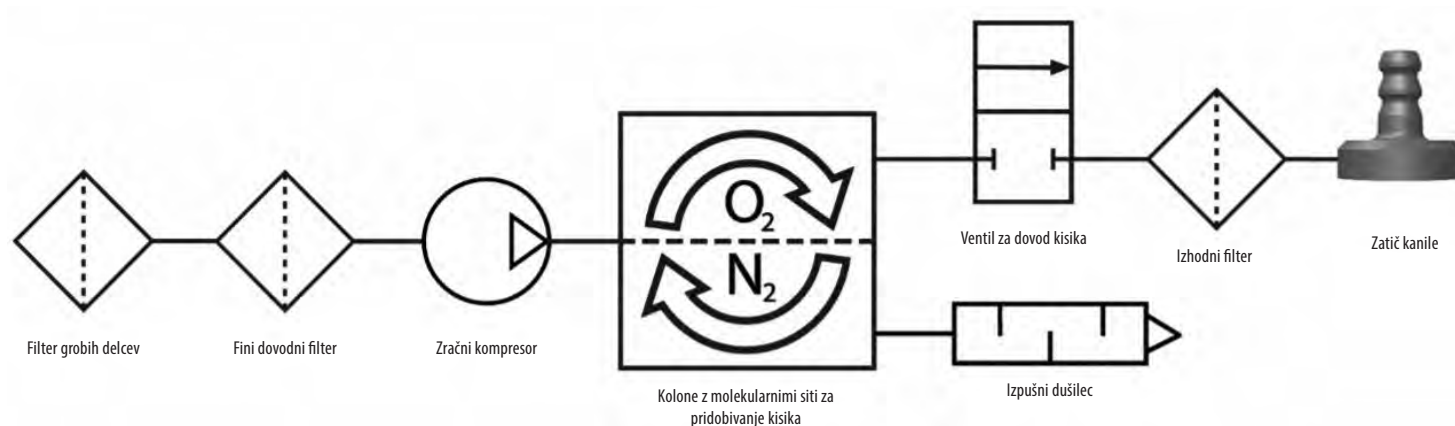 Filter grobih delcev
Fini dovodni filter
Zračni kompresor
O₂
N₂
Kolone z molekularnimi siti za
pridobivanje kisika
Ventil za dovod kisika
Izhodni filter
Zatič kanile
Izpušni dušilec